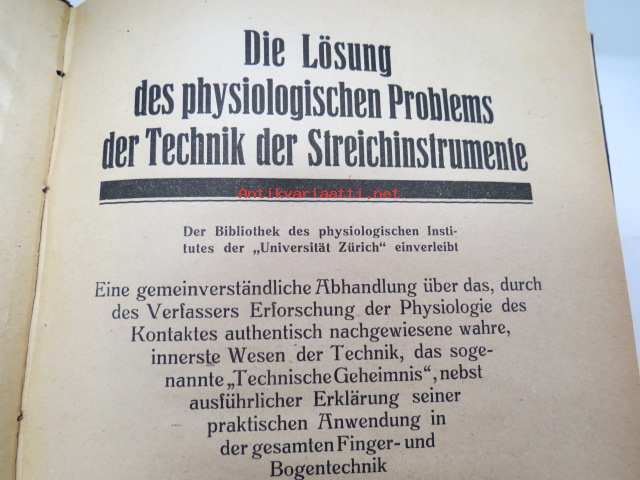 Die Lösung
des physiologischen Problems
der Technik der Streichinstrumente
Antikvariaatti.net
Der Bibliothek des physiologischen Insti-
tutes der „Universität Zürich“ einverleibt
Eine gemeinverständliche Abhandlung über das, durch
des Verfassers Erforschung der Physiologie des
Kontaktes authentisch nachgewiesene wahre,
innerste Wesen der Technik, das soge-
nannte „Technische Geheimnis“, nebst
ausführlicher Erklärung seiner
praktischen Anwendung in
der gesamten Finger- und
Bogentechnik